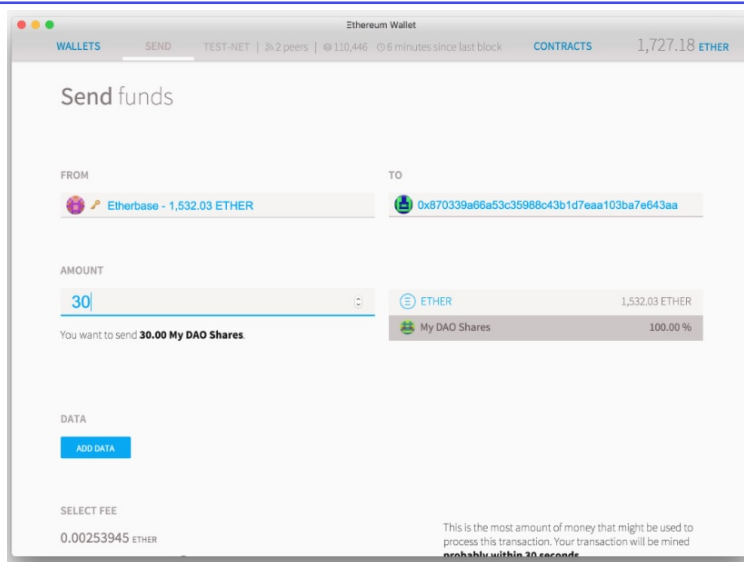 Ethereum Wallet
WALLETS SEND TEST-NET | 2 peers | 110,446 6 minutes since last block CONTRACTS 1,727.18 ETHER
Send funds
FROM TO
Etherbase - 1,532.03 ETHER 0x870339a66a53c35988c43b1d7eaa103ba7e643aa
AMOUNT
30 ETHER 1,532.03 ETHER
You want to send 30.00 My DAO Shares. My DAO Shares 100.00 %
DATA
ADD DATA
SELECT FEE
0.00253945 ETHER
This is the most amount of money that might be used to
process this transaction. Your transaction will be mined
probably within 30 seconds